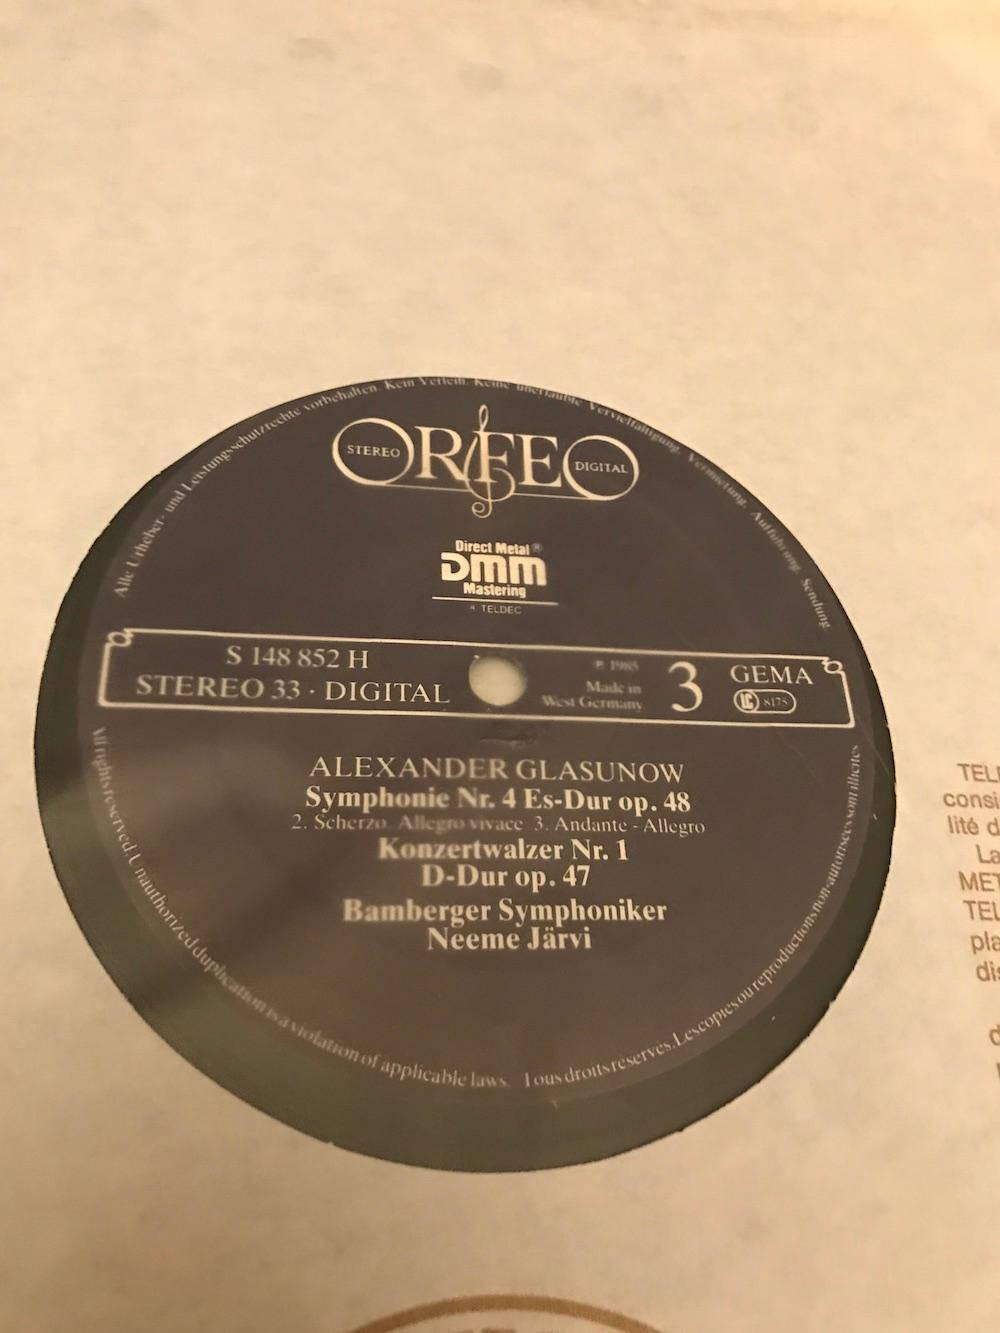 Alle Urheber- und Leistungsschutzrechte vorbehalten. Kein Verleih. Keine unerlaubte Vervielfältigung, Vermietung, Aufführung, Sendung.
STEREO ORFEO DIGITAL
Direct Metal ®
DMM
Mastering
TELDEC
S 148 852 H
STEREO 33 · DIGITAL
℗ 1985
Made in
West Germany
3
GEMA
LC 8175
ALEXANDER GLASUNOW
Symphonie Nr. 4 Es-Dur op. 48
2. Scherzo. Allegro vivace 3. Andante - Allegro
Konzertwalzer Nr. 1
D-Dur op. 47
Bamberger Symphoniker
Neeme Järvi
All rights reserved. Unauthorized duplication is a violation of applicable laws. Tous droits réservés. Les copies ou reproductions non-autorisées sont illicites
TEL
consi
lité d
La
MET
TEL
pla
dis